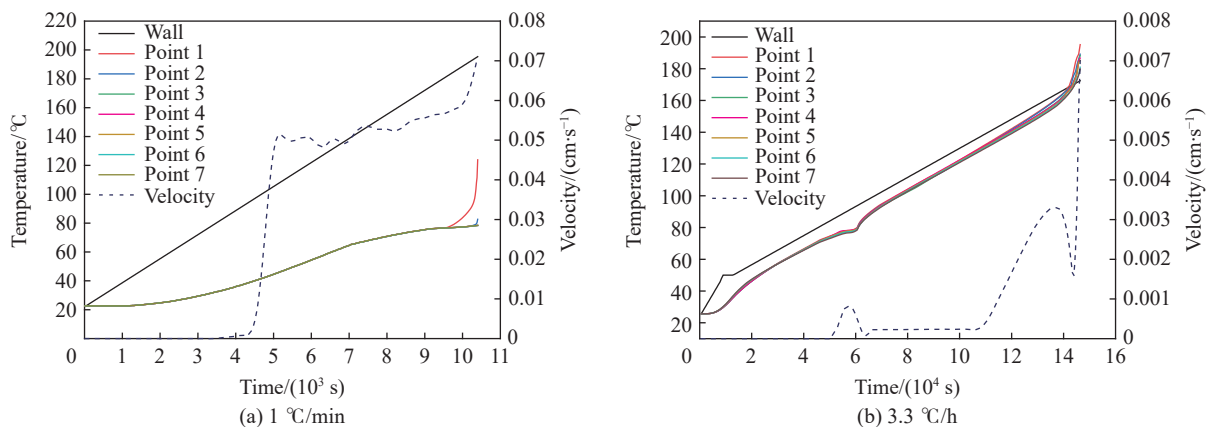 220
200
180
160
140
120
100
80
60
40
20
Temperature/℃
Wall
Point 1
Point 2
Point 3
Point 4
Point 5
Point 6
Point 7
Velocity
0.08
0.07
0.06
0.05
0.04
0.03
0.02
0.01
0
Velocity/(cm·s⁻¹)
0 1 2 3 4 5 6 7 8 9 10 11
Time/(10³ s)
(a) 1 ℃/min
200
180
160
140
120
100
80
60
40
20
Temperature/℃
Wall
Point 1
Point 2
Point 3
Point 4
Point 5
Point 6
Point 7
Velocity
0.008
0.007
0.006
0.005
0.004
0.003
0.002
0.001
0
Velocity/(cm·s⁻¹)
0 2 4 6 8 10 12 14 16
Time/(10⁴ s)
(b) 3.3 ℃/h